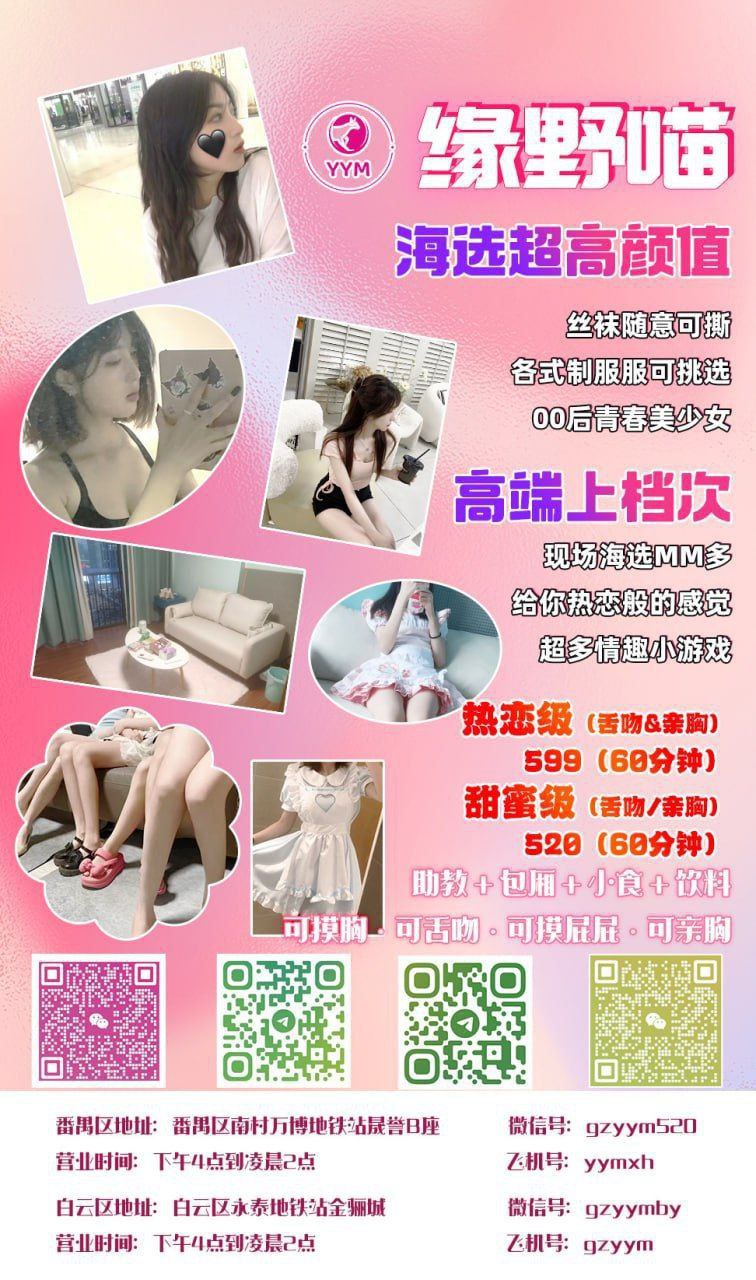 YYM
缘野喵
海选超高颜值
丝袜随意可撕
各式制服服可挑选
00后青春美少女
高端上档次
现场海选MM多
给你热恋般的感觉
超多情趣小游戏
热恋级（舌吻&亲胸）
599（60分钟）
甜蜜级（舌吻/亲胸）
520（60分钟）
助教+包厢+小食+饮料
可摸胸·可舌吻·可摸屁屁·可亲胸
番禺区地址：番禺区南村万博地铁站晟誉B座
微信号：gzyym520
营业时间：下午4点到凌晨2点
飞机号：yymxh
白云区地址：白云区永泰地铁站金骊城
微信号：gzyymby
营业时间：下午4点到凌晨2点
飞机号：gzyym